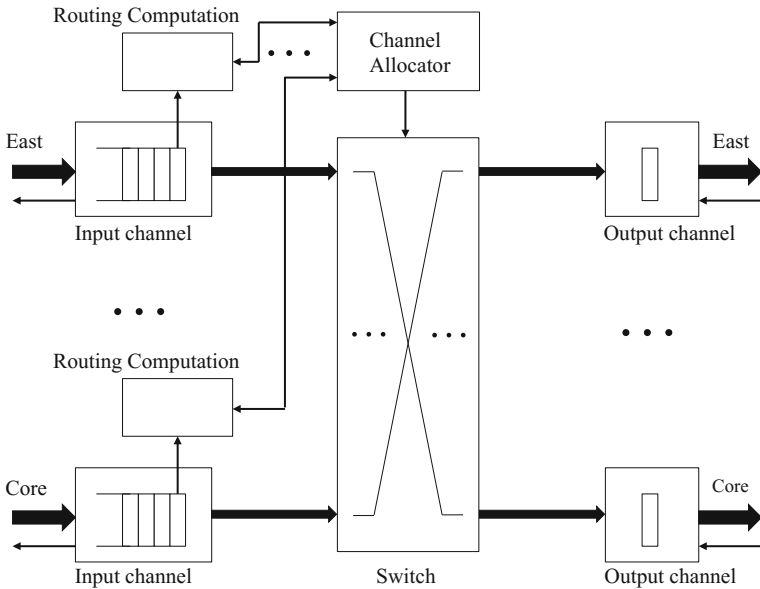 Routing Computation
Channel
Allocator
East
East
Input channel
Output channel
Routing Computation
Core
Core
Input channel
Switch
Output channel